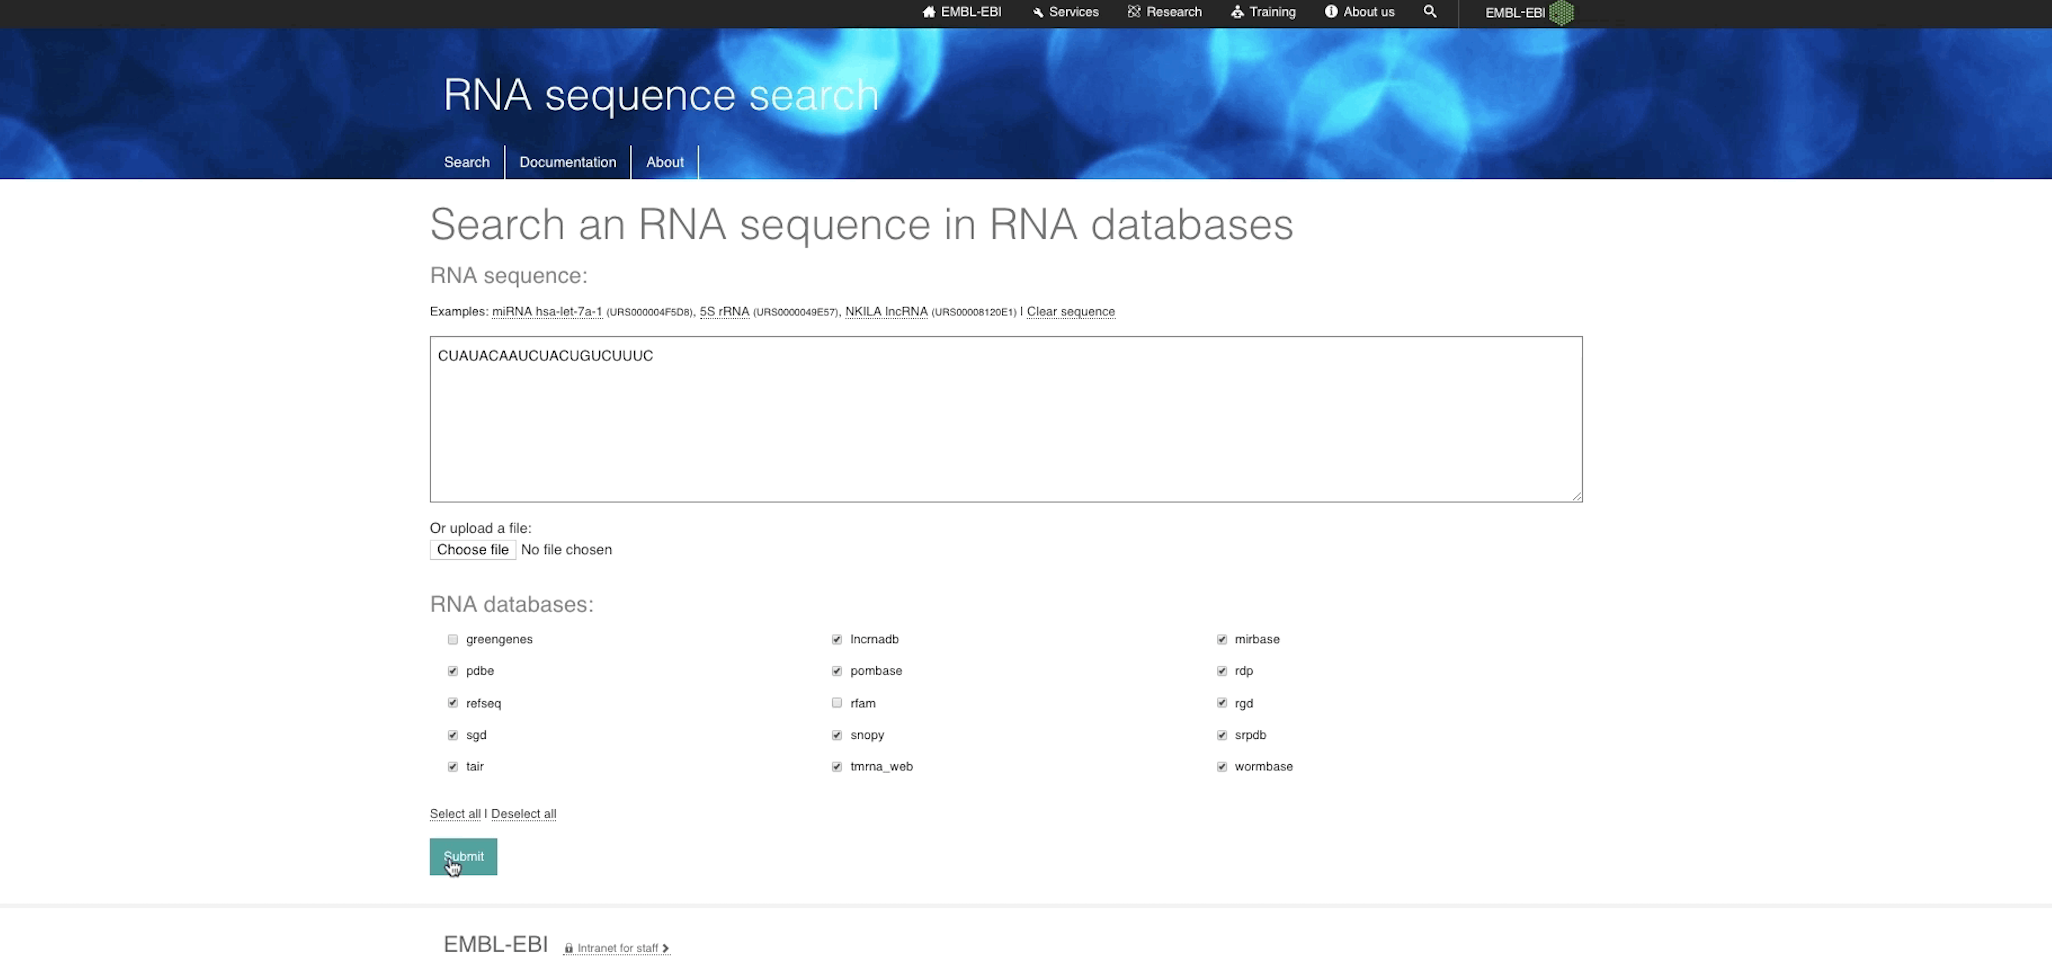 EMBL-EBI Services Research Training About us EMBL-EBI
RNA sequence search
Search Documentation About
Search an RNA sequence in RNA databases
RNA sequence:
Examples: miRNA hsa-let-7a-1 (URS000004F5D8), 5S rRNA (URS0000049E57), NKILA lncRNA (URS00008120E1) | Clear sequence
CUAUACAAUCUACUGUCUUUC
Or upload a file:
Choose file No file chosen
RNA databases:
greengenes lncrnadb mirbase
pdbe pombase rdp
refseq rfam rgd
sgd snopy srpdb
tair tmrna_web wormbase
Select all | Deselect all
Submit
EMBL-EBI Intranet for staff